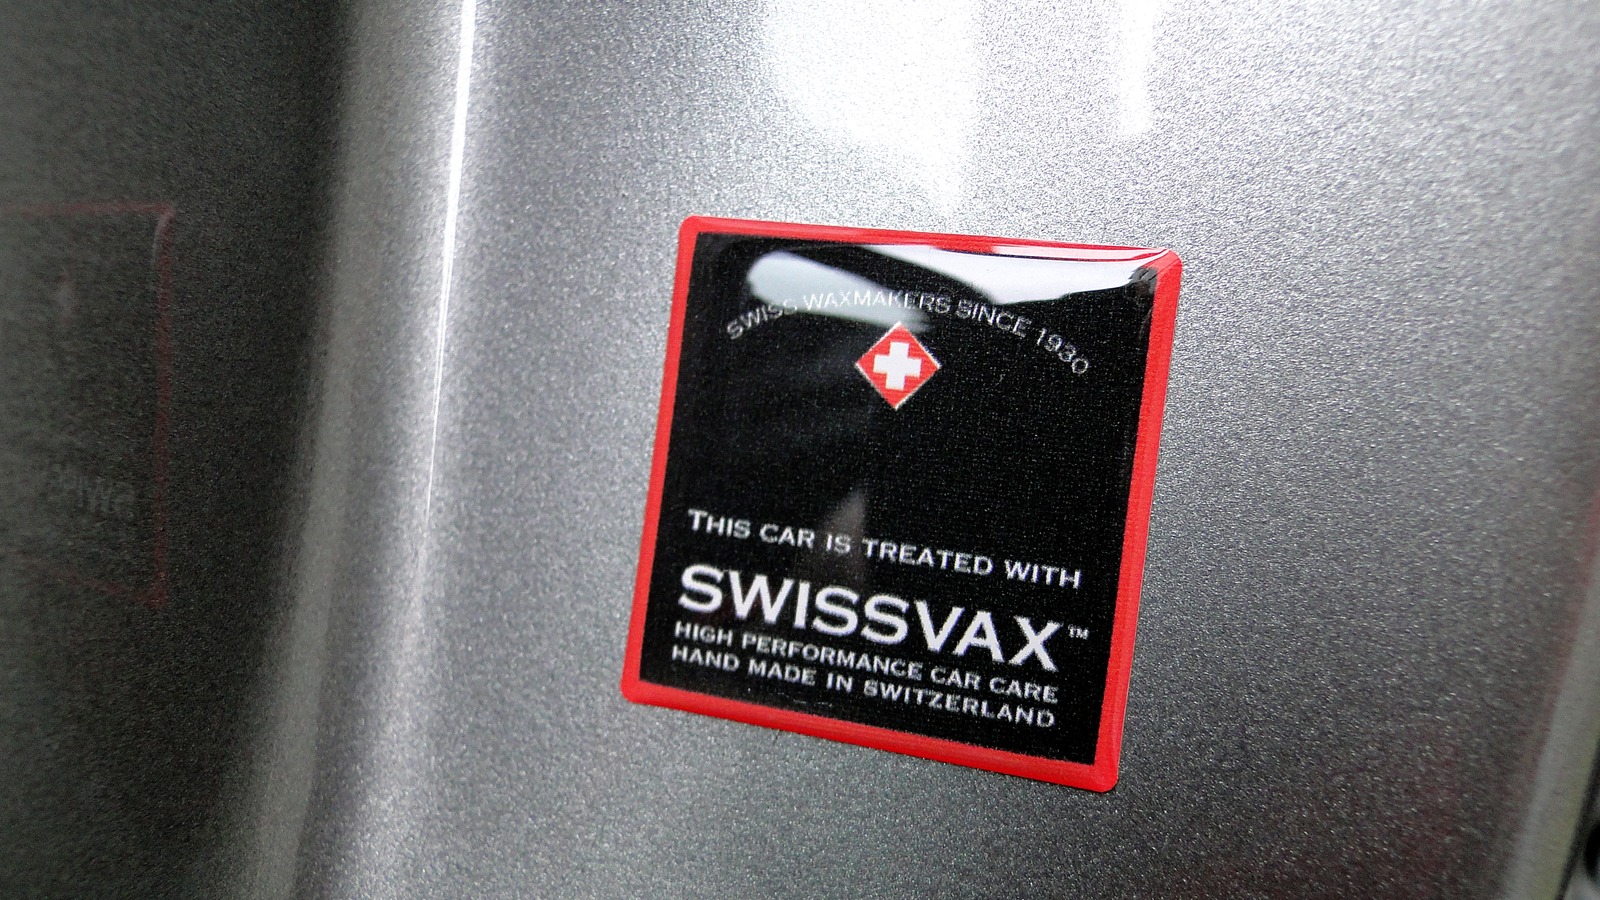 SWISS WAXMAKERS SINCE 1930
THIS CAR IS TREATED WITH
SWISSVAX™
HIGH PERFORMANCE CAR CARE
HAND MADE IN SWITZERLAND